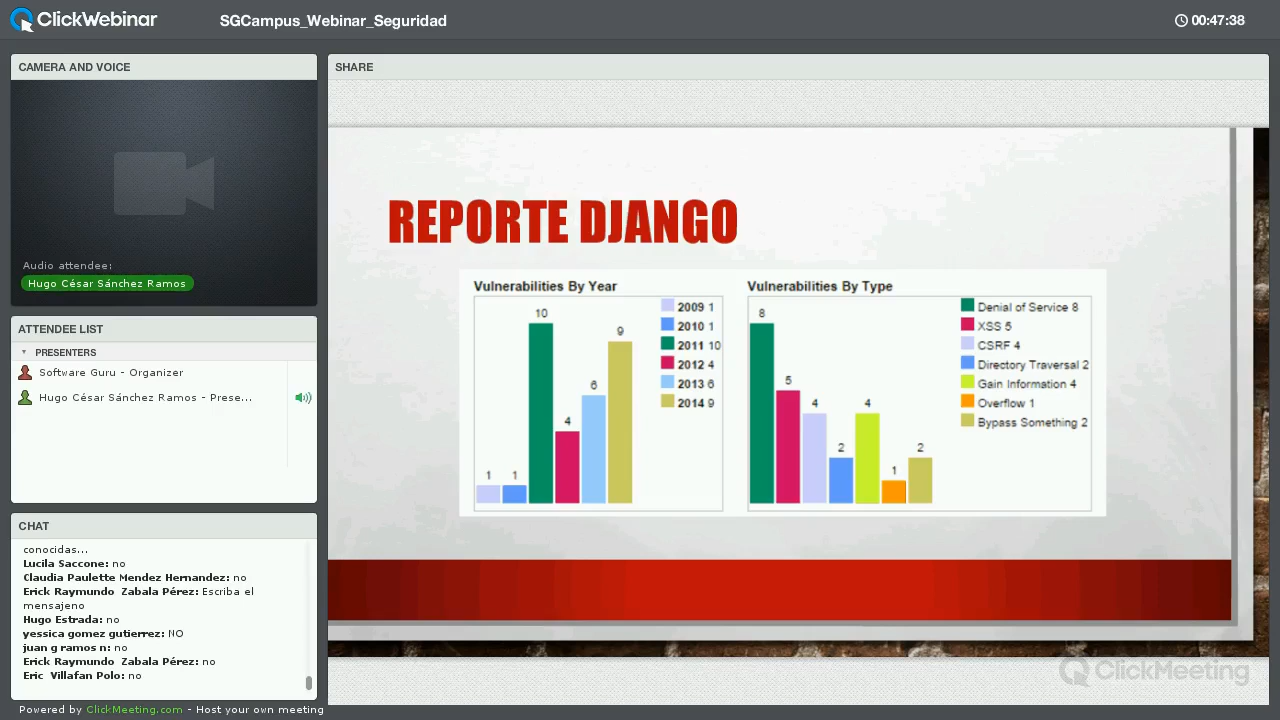 ClickWebinar
SGCampus_Webinar_Seguridad
00:47:38
CAMERA AND VOICE
Audio attendee:
Hugo César Sánchez Ramos
ATTENDEE LIST
PRESENTERS
Software Guru - Organizer
Hugo César Sánchez Ramos - Prese...
CHAT
conocidas...
Lucila Saccone: no
Claudia Paulette Mendez Hernandez: no
Erick Raymundo Zabala Pérez: Escriba el
mensajeno
Hugo Estrada: no
yessica gomez gutierrez: NO
juan g ramos n: no
Erick Raymundo Zabala Pérez: no
Eric Villafan Polo: no
Powered by ClickMeeting.com - Host your own meeting
SHARE
REPORTE DJANGO
Vulnerabilities By Year
1
1
10
4
6
9
2009 1
2010 1
2011 10
2012 4
2013 6
2014 9
Vulnerabilities By Type
8
5
4
2
4
1
2
Denial of Service 8
XSS 5
CSRF 4
Directory Traversal 2
Gain Information 4
Overflow 1
Bypass Something 2
ClickMeeting